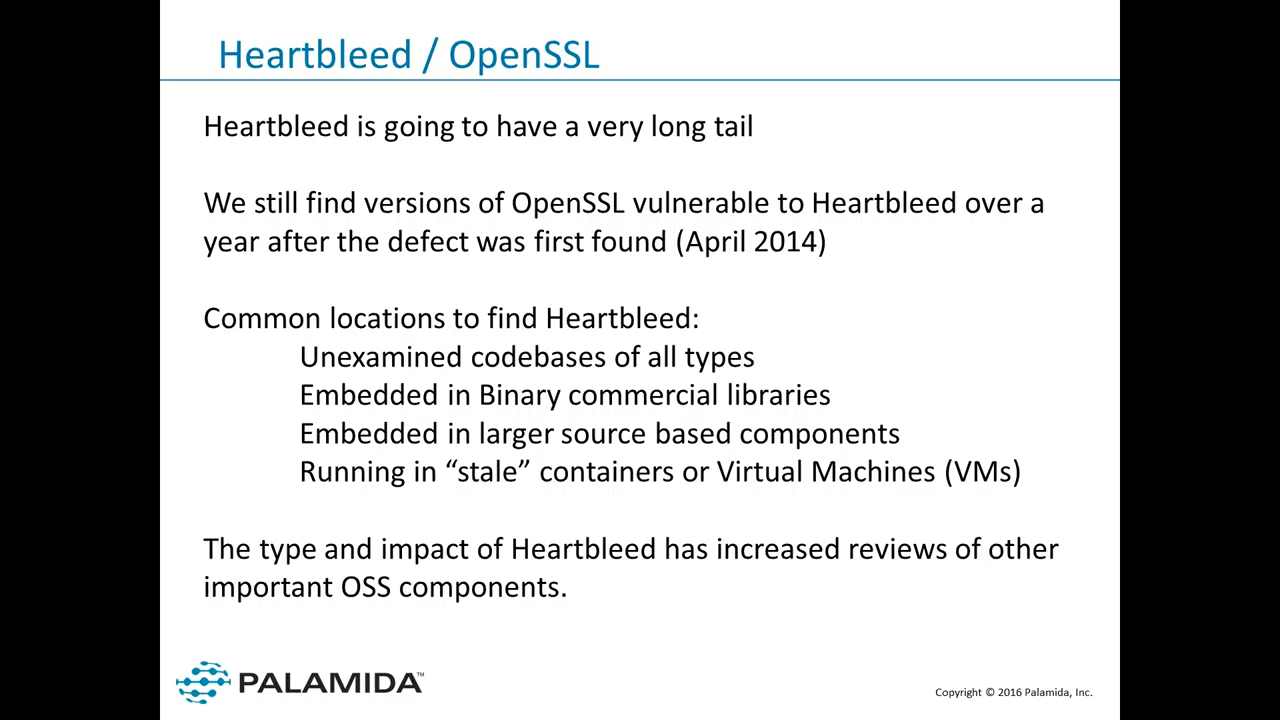 Heartbleed / OpenSSL
Heartbleed is going to have a very long tail
We still find versions of OpenSSL vulnerable to Heartbleed over a
year after the defect was first found (April 2014)
Common locations to find Heartbleed:
Unexamined codebases of all types
Embedded in Binary commercial libraries
Embedded in larger source based components
Running in “stale” containers or Virtual Machines (VMs)
The type and impact of Heartbleed has increased reviews of other
important OSS components.
PALAMIDA™
Copyright © 2016 Palamida, Inc.